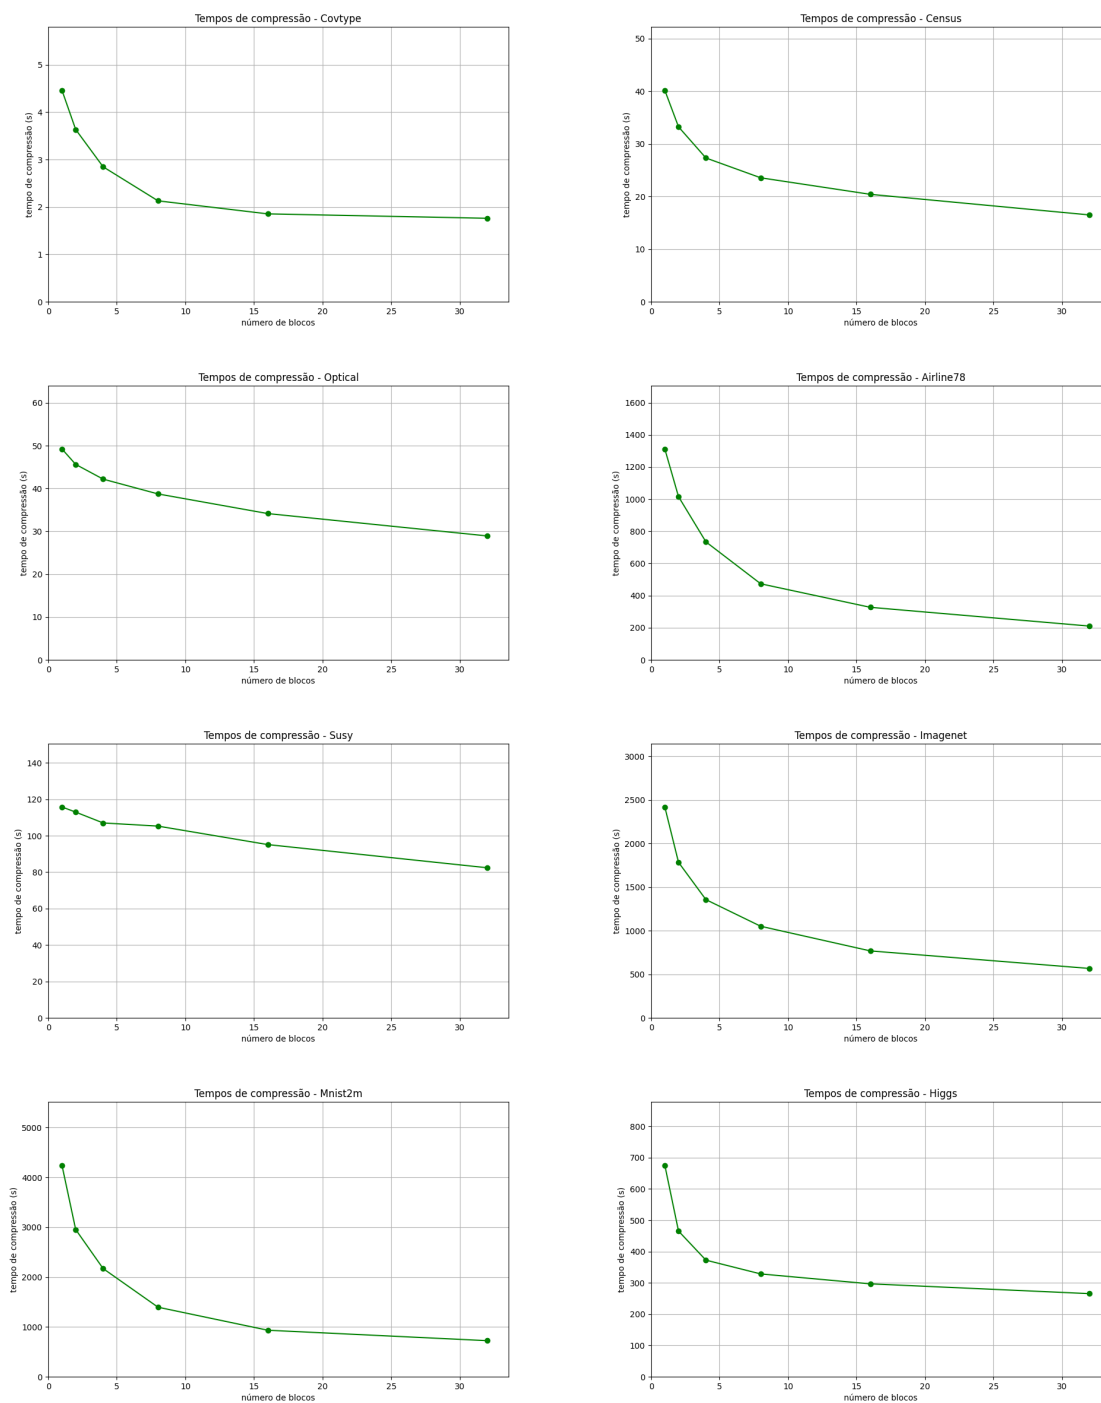 Tempos de compressão - Covtype
tempo de compressão (s)
5
4
3
2
1
0
0 5 10 15 20 25 30
número de blocos
Tempos de compressão - Census
tempo de compressão (s)
50
40
30
20
10
0
0 5 10 15 20 25 30
número de blocos
Tempos de compressão - Optical
tempo de compressão (s)
60
50
40
30
20
10
0
0 5 10 15 20 25 30
número de blocos
Tempos de compressão - Airline78
tempo de compressão (s)
1600
1400
1200
1000
800
600
400
200
0
0 5 10 15 20 25 30
número de blocos
Tempos de compressão - Susy
tempo de compressão (s)
140
120
100
80
60
40
20
0
0 5 10 15 20 25 30
número de blocos
Tempos de compressão - Imagenet
tempo de compressão (s)
3000
2500
2000
1500
1000
500
0
0 5 10 15 20 25 30
número de blocos
Tempos de compressão - Mnist2m
tempo de compressão (s)
5000
4000
3000
2000
1000
0
0 5 10 15 20 25 30
número de blocos
Tempos de compressão - Higgs
tempo de compressão (s)
800
700
600
500
400
300
200
100
0
0 5 10 15 20 25 30
número de blocos